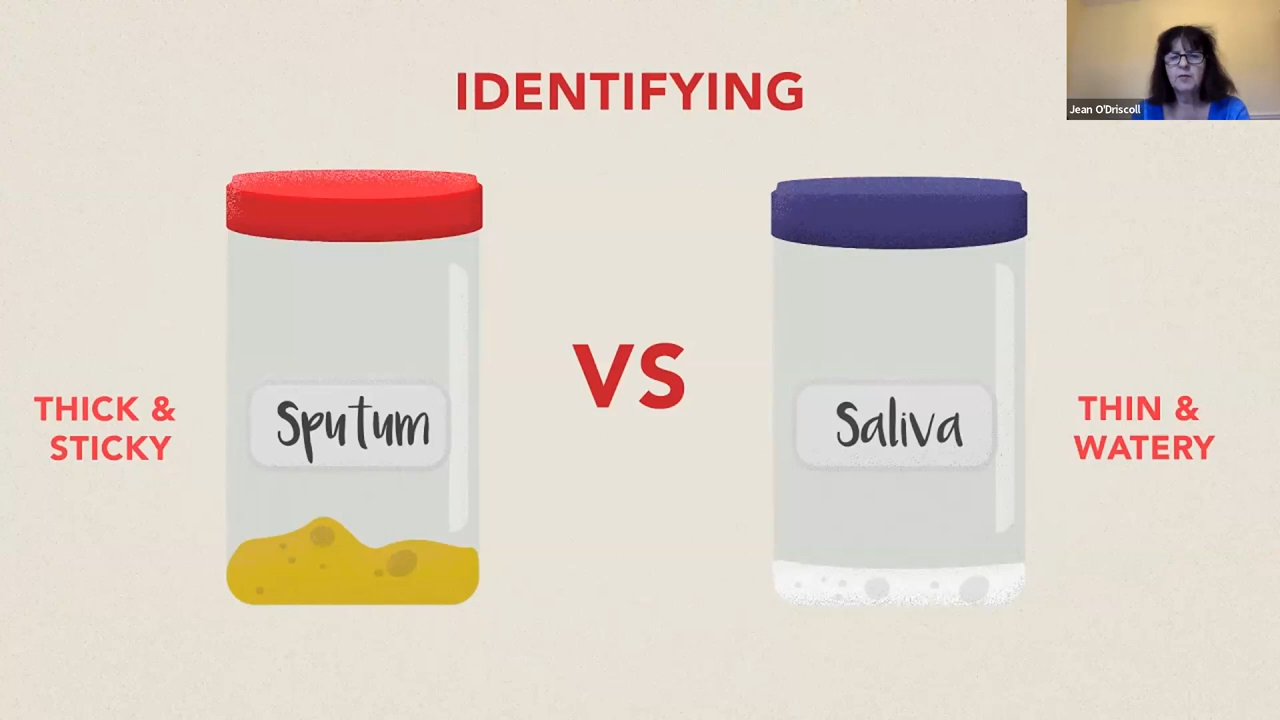 IDENTIFYING
Jean O'Driscoll
THICK &
STICKY
Sputum
VS
Saliva
THIN &
WATERY